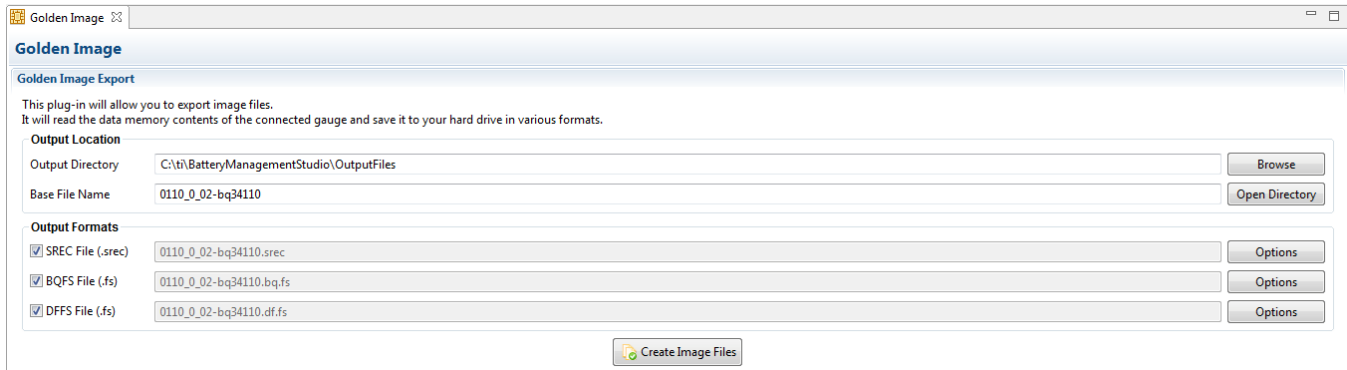 Golden Image
Golden Image
Golden Image Export
This plug-in will allow you to export image files.
It will read the data memory contents of the connected gauge and save it to your hard drive in various formats.
Output Location
Output Directory C:\ti\BatteryManagementStudio\OutputFiles Browse
Base File Name 0110_0_02-bq34110 Open Directory
Output Formats
SREC File (.srec) 0110_0_02-bq34110.srec Options
BQFS File (.fs) 0110_0_02-bq34110.bq.fs Options
DFFS File (.fs) 0110_0_02-bq34110.df.fs Options
Create Image Files